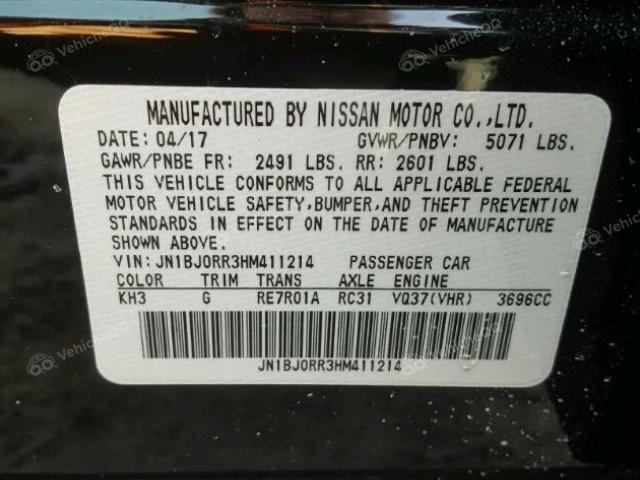 MANUFACTURED BY NISSAN MOTOR CO.,LTD.
DATE: 04/17 GVWR/PNBV: 5071 LBS.
GAWR/PNBE FR: 2491 LBS. RR: 2601 LBS.
THIS VEHICLE CONFORMS TO ALL APPLICABLE FEDERAL
MOTOR VEHICLE SAFETY,BUMPER,AND THEFT PREVENTION
STANDARDS IN EFFECT ON THE DATE OF MANUFACTURE
SHOWN ABOVE.
VIN: JN1BJ0RR3HM411214 PASSENGER CAR
COLOR TRIM TRANS AXLE ENGINE
KH3 G RE7R01A RC31 VQ37(VHR) 3696CC
JN1BJ0RR3HM411214